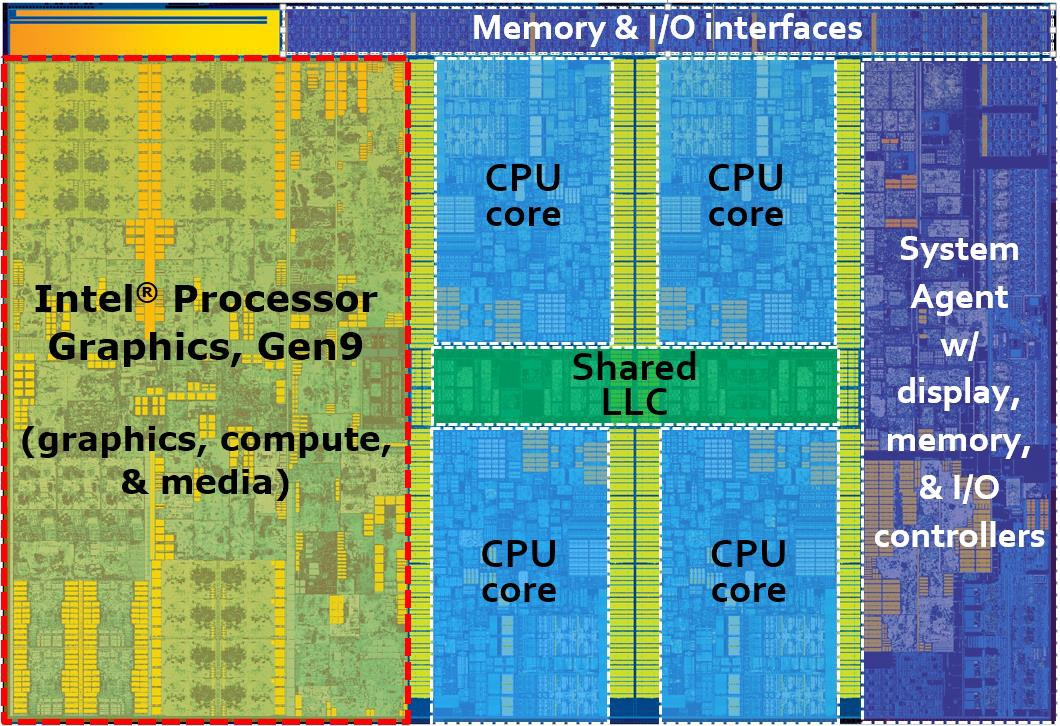 Memory & I/O interfaces
Intel® Processor
Graphics, Gen9
(graphics, compute,
& media)
CPU
core
CPU
core
Shared
LLC
CPU
core
CPU
core
System
Agent
w/
display,
memory,
& I/O
controllers